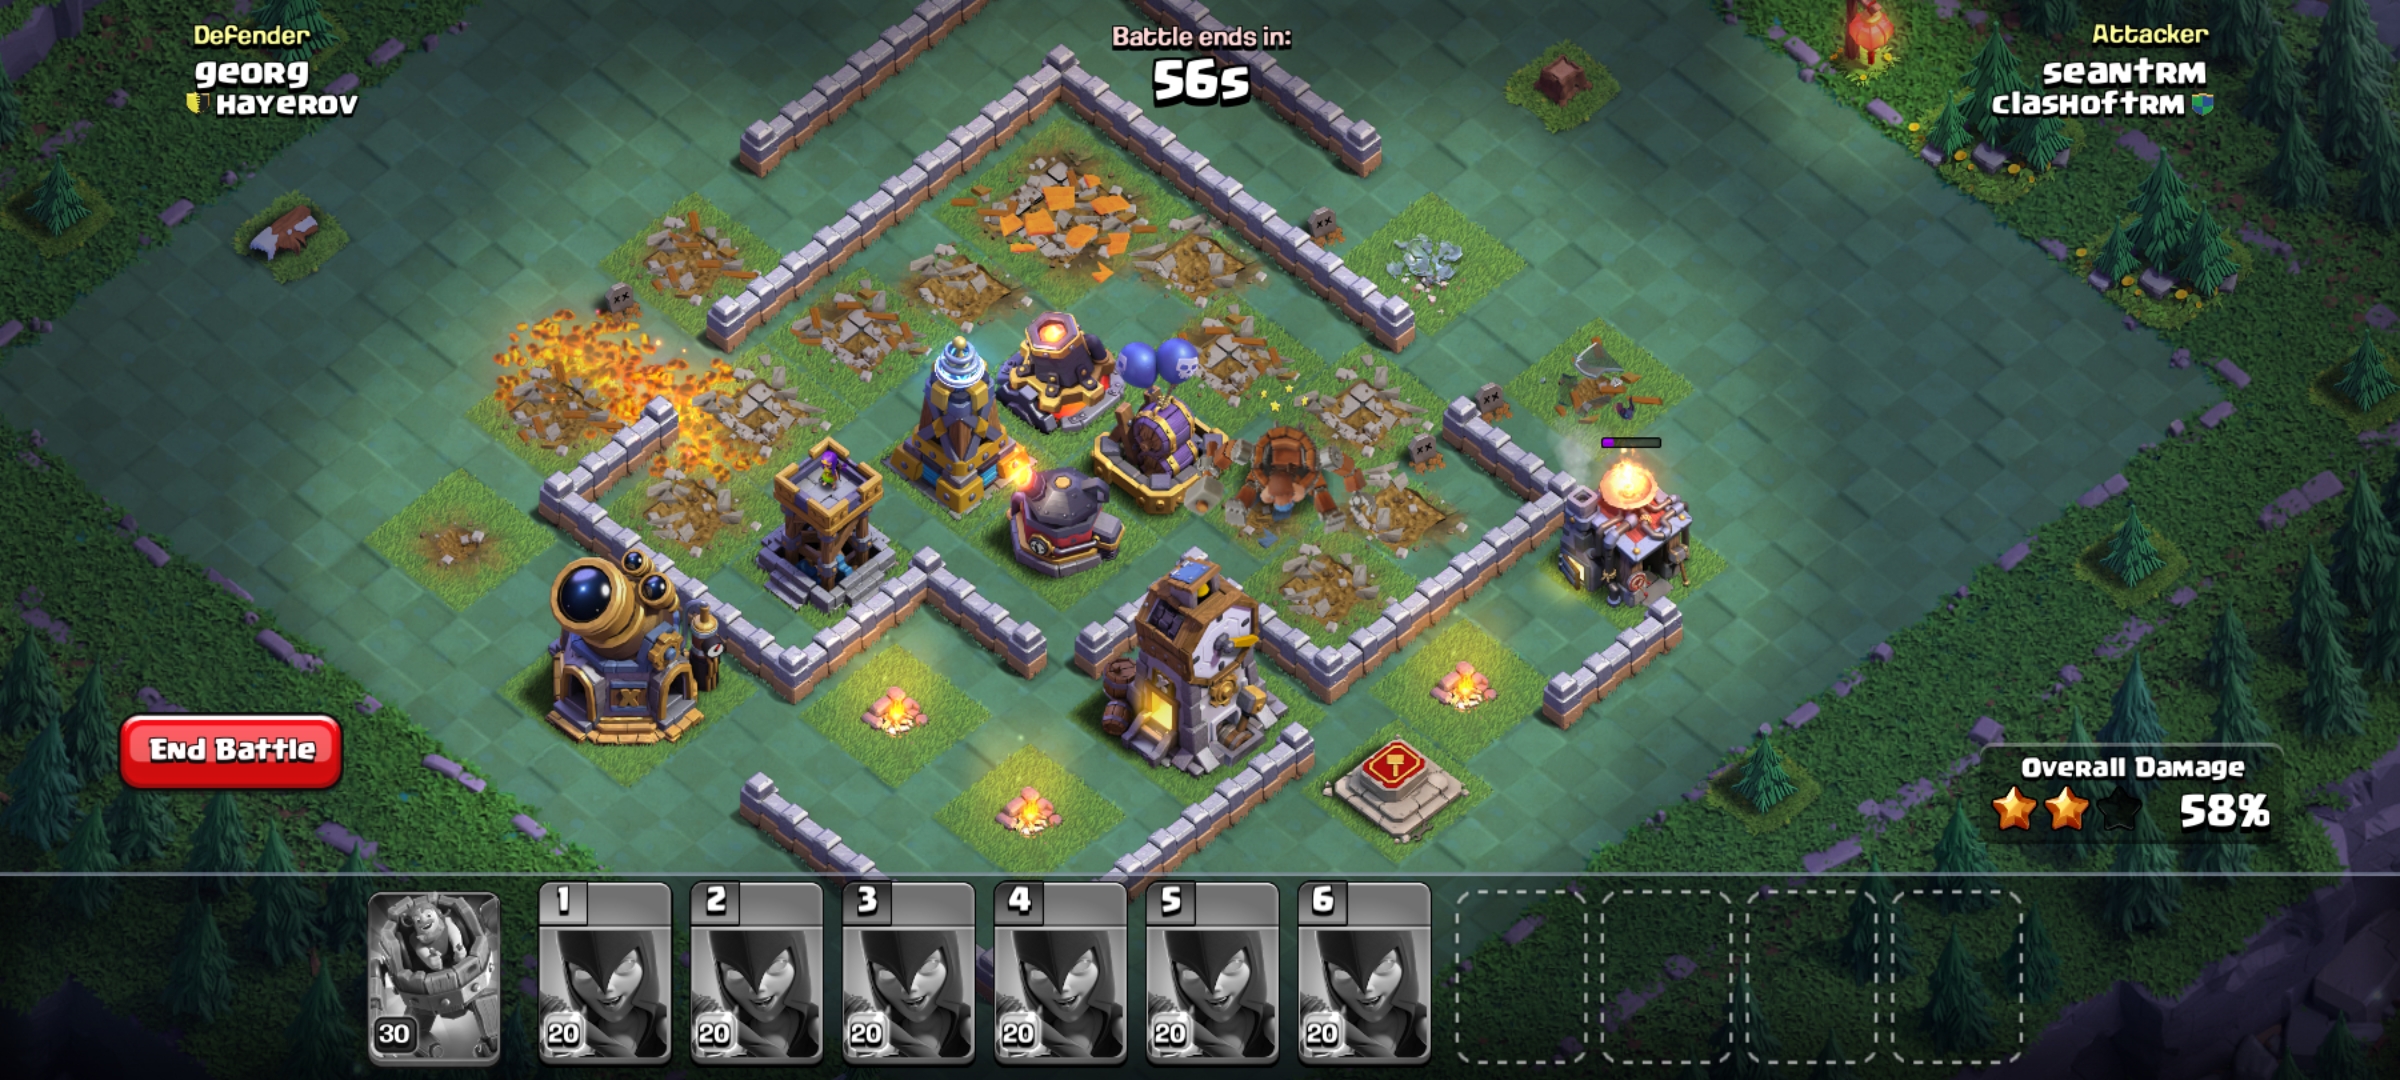 Defender
georg
HAYEROV
Battle ends in:
56s
Attacker
seantRM
clashoftRM
End Battle
Overall Damage
58%
30
1
20
2
20
3
20
4
20
5
20
6
20